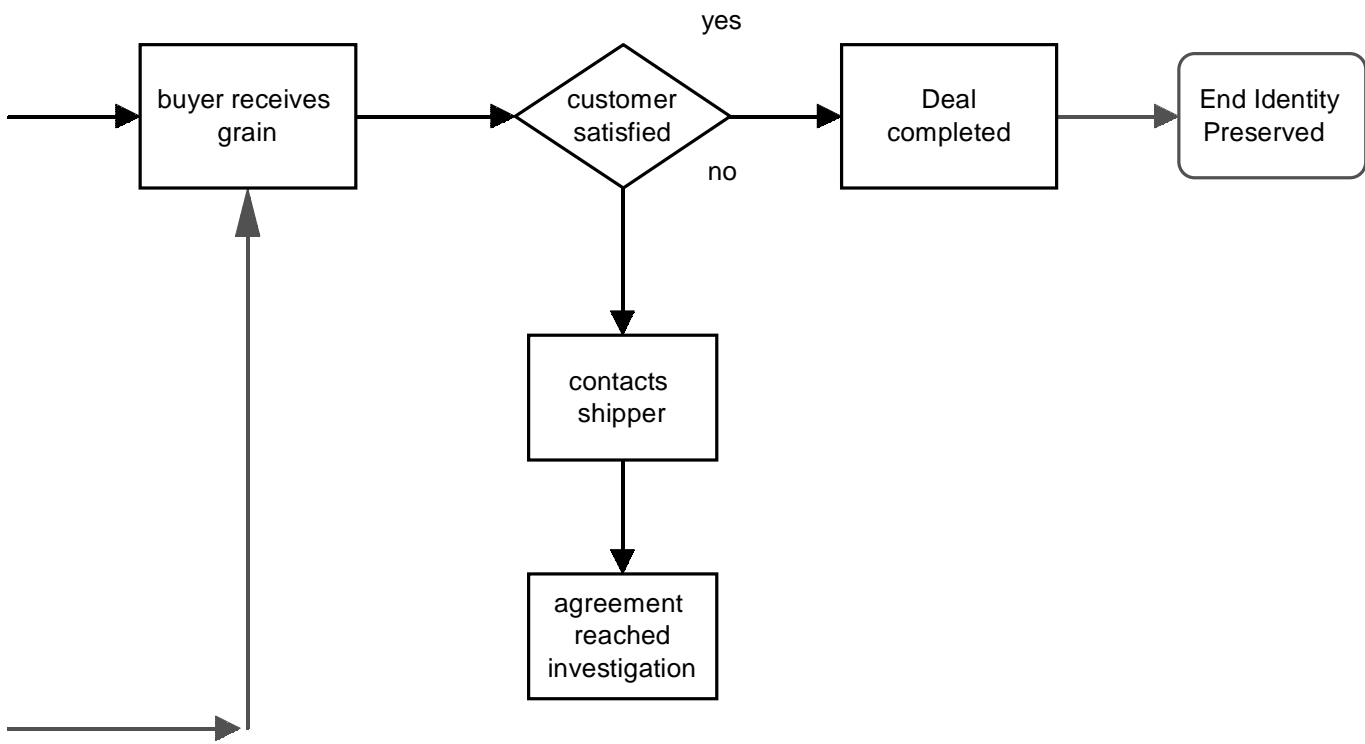 yes
buyer receives
grain
customer
satisfied
Deal
completed
End Identity
Preserved
no
contacts
shipper
agreement
reached
investigation